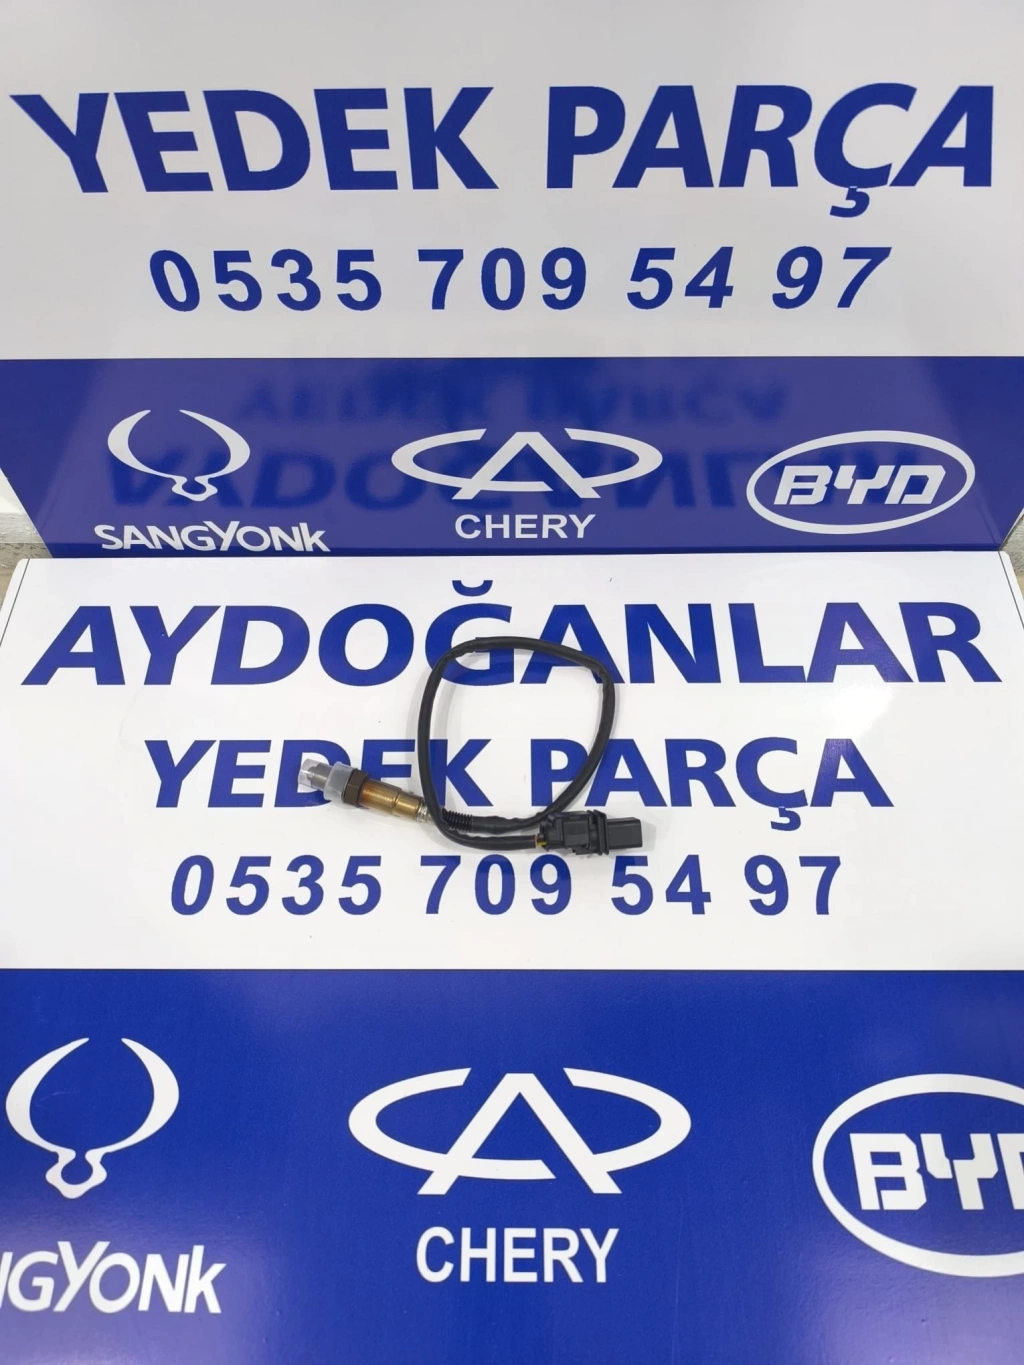 YEDEK PARÇA
0535 709 54 97
SANGYONK
CHERY
BYD
AYDOĞANLAR
YEDEK PARÇA
0535 709 54 97
NGYONK
CHERY
BYD